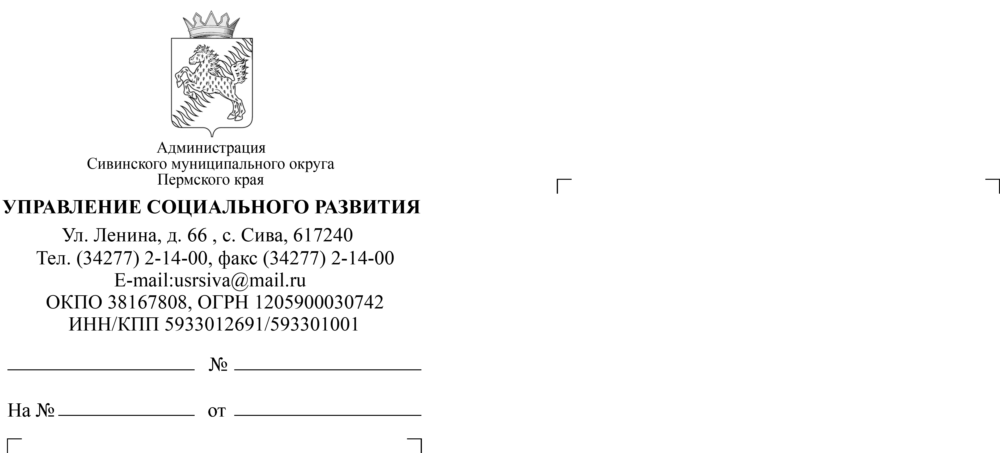 Администрация
Сивинского муниципального округа
Пермского края
УПРАВЛЕНИЕ СОЦИАЛЬНОГО РАЗВИТИЯ
Ул. Ленина, д. 66 , с. Сива, 617240
Тел. (34277) 2-14-00, факс (34277) 2-14-00
E-mail:usrsiva@mail.ru
ОКПО 38167808, ОГРН 1205900030742
ИНН/КПП 5933012691/593301001
№
На № от